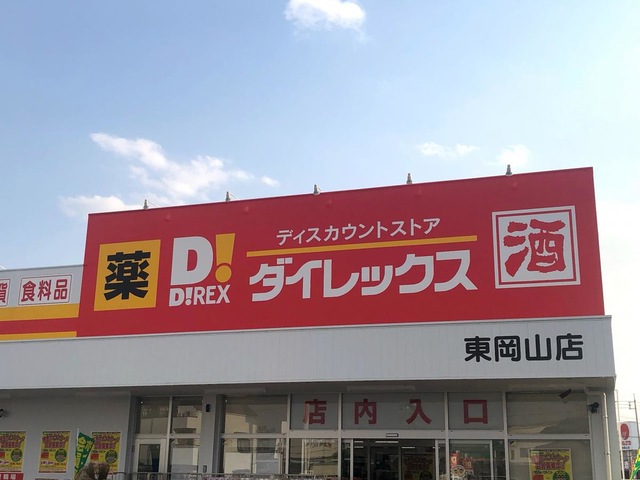 薬
D!
D!REX
ディスカウントストア
ダイレックス
酒
貨
食料品
東岡山店
店内入口